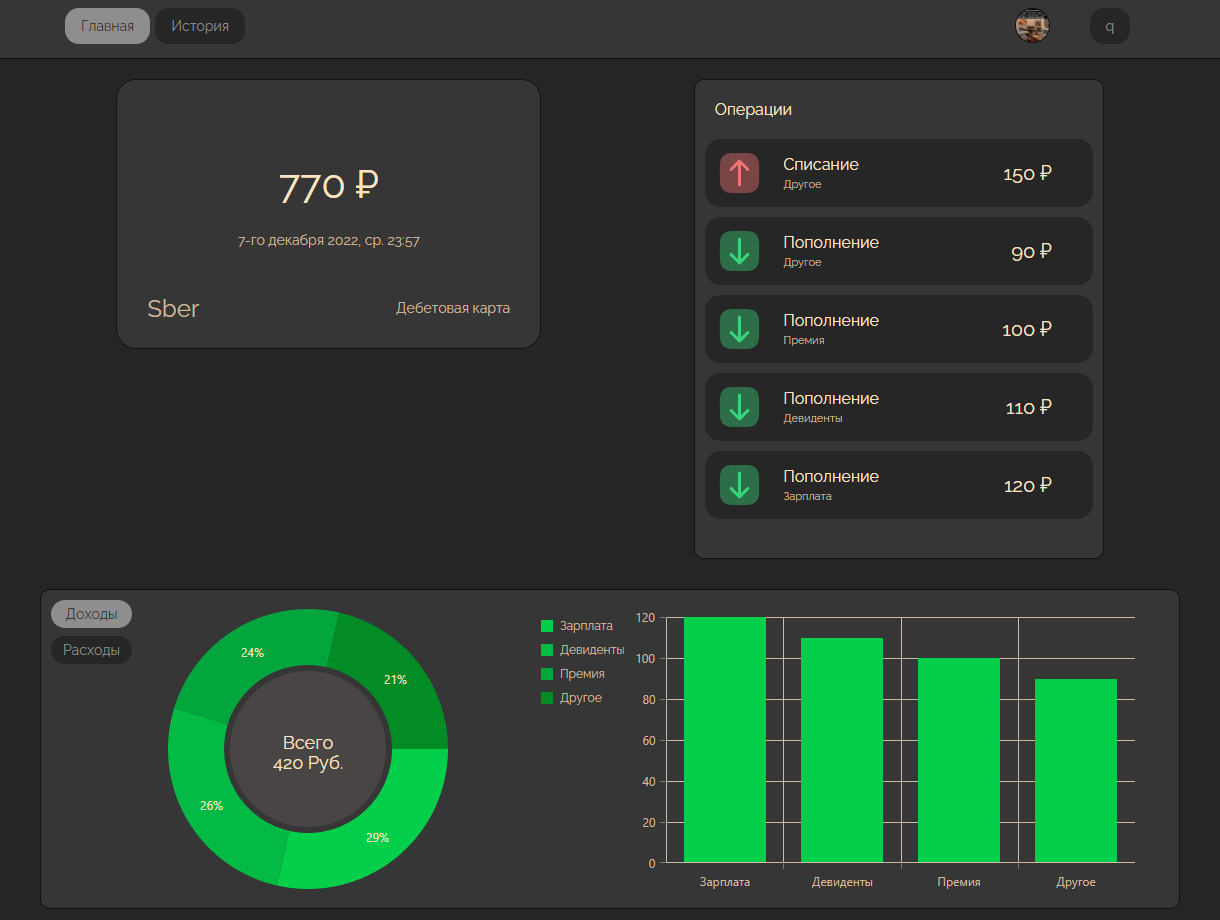 Главная
История
q
770 ₽
7-го декабря 2022, ср. 23:57
Sber
Дебетовая карта
Операции
Списание
Другое
150 ₽
Пополнение
Другое
90 ₽
Пополнение
Премия
100 ₽
Пополнение
Девиденты
110 ₽
Пополнение
Зарплата
120 ₽
Доходы
Расходы
24%
21%
26%
29%
Всего
420 Руб.
Зарплата
Девиденты
Премия
Другое
120
100
80
60
40
20
0
Зарплата
Девиденты
Премия
Другое